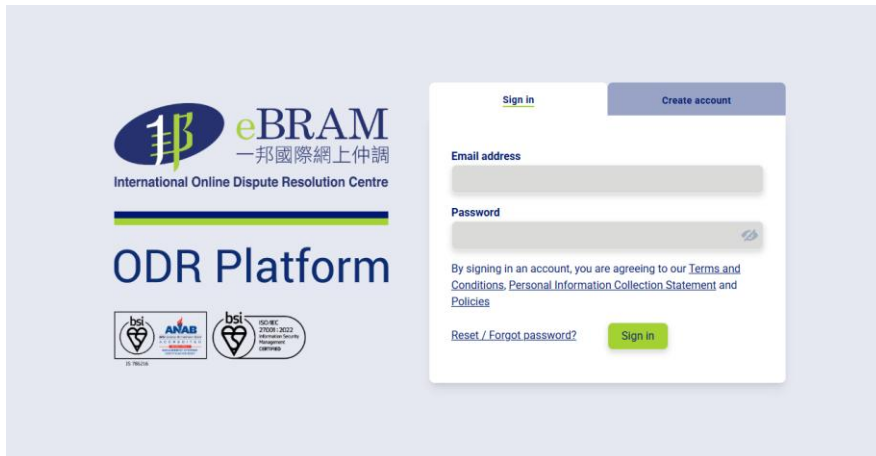 邦
eBRAM
一邦國際網上仲調
International Online Dispute Resolution Centre
ODR Platform
bsi
ANAB
ACCREDITED
bsi
ISO/IEC
27001:2022
Information Security
Management
CERTIFIED
Sign in
Create account
Email address
Password
By signing in an account, you are agreeing to our Terms and
Conditions, Personal Information Collection Statement and
Policies
Reset / Forgot password?
Sign in